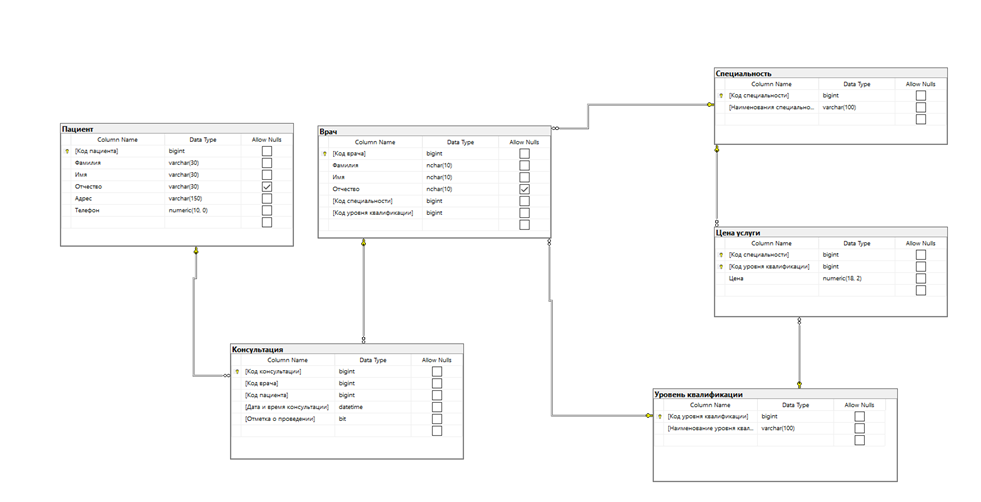 Специальность
Column Name Data Type Allow Nulls
[Код специальности] bigint
[Наименования специально... varchar(100)
Пациент
Column Name Data Type Allow Nulls
[Код пациента] bigint
Фамилия varchar(30)
Имя varchar(30)
Отчество varchar(30)
Адрес varchar(150)
Телефон numeric(10, 0)
Врач
Column Name Data Type Allow Nulls
[Код врача] bigint
Фамилия nchar(10)
Имя nchar(10)
Отчество nchar(10)
[Код специальности] bigint
[Код уровня квалификации] bigint
Цена услуги
Column Name Data Type Allow Nulls
[Код специальности] bigint
[Код уровня квалификации] bigint
Цена numeric(18, 2)
Консультация
Column Name Data Type Allow Nulls
[Код консультации] bigint
[Код врача] bigint
[Код пациента] bigint
[Дата и время консультации] datetime
[Отметка о проведении] bit
Уровень квалификации
Column Name Data Type Allow Nulls
[Код уровня квалификации] bigint
[Наименование уровня квал... varchar(100)